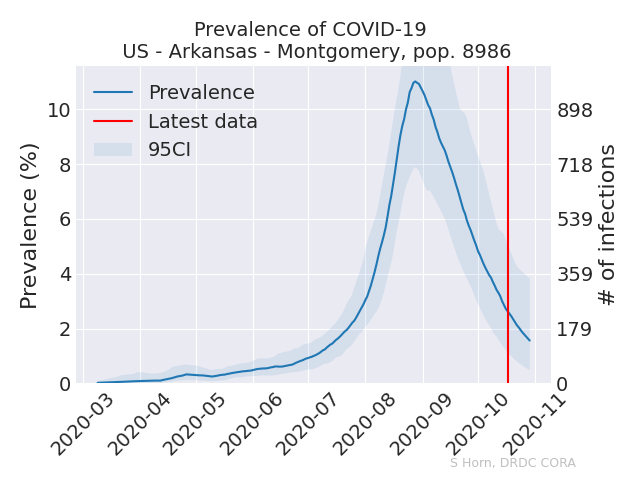 Prevalence of COVID-19
US - Arkansas - Montgomery, pop. 8986
Prevalence
Latest data
95CI
Prevalence (%)
10
8
6
4
2
0
898
718
539
359
179
0
# of infections
2020-03
2020-04
2020-05
2020-06
2020-07
2020-08
2020-09
2020-10
2020-11
S Horn, DRDC CORA